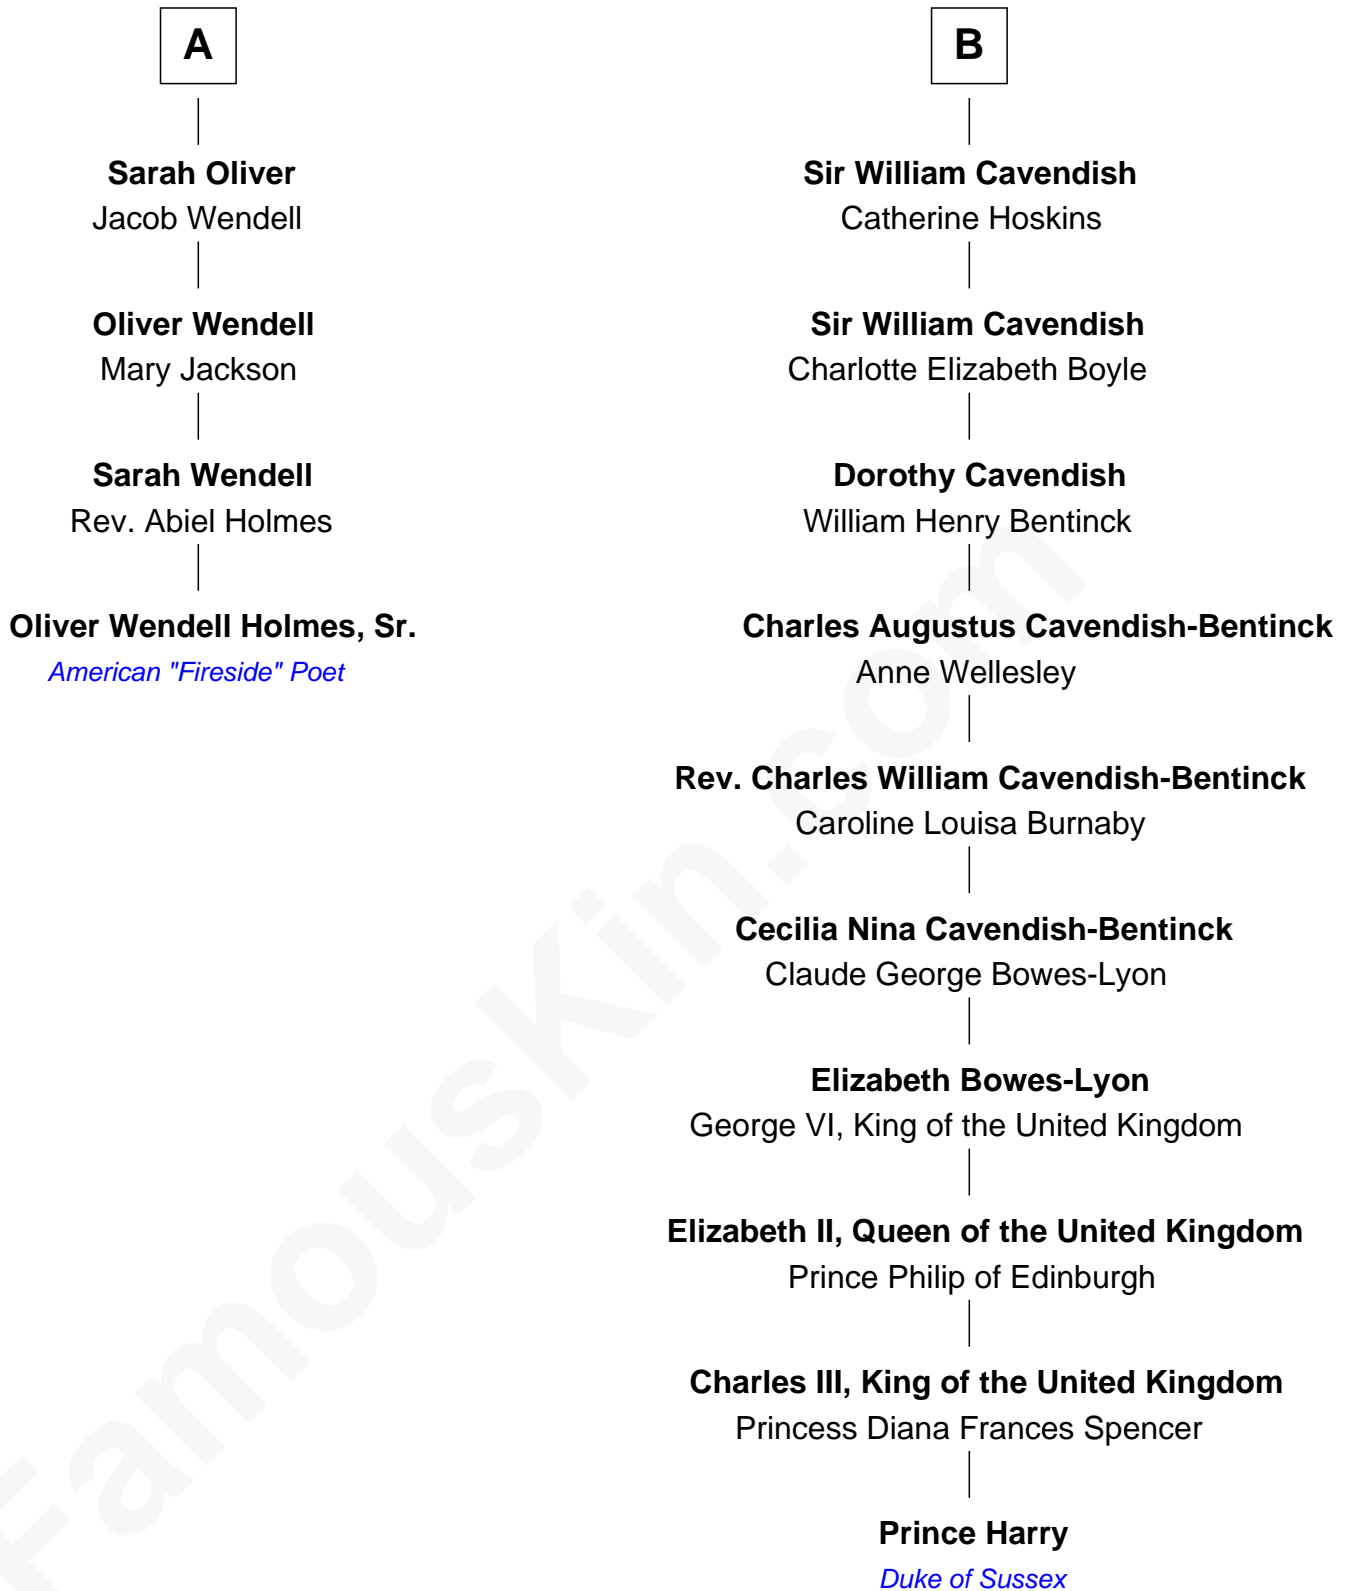 A
Sarah Oliver
Jacob Wendell
Oliver Wendell
Mary Jackson
Sarah Wendell
Rev. Abiel Holmes
Oliver Wendell Holmes, Sr.
American "Fireside" Poet
B
Sir William Cavendish
Catherine Hoskins
Sir William Cavendish
Charlotte Elizabeth Boyle
Dorothy Cavendish
William Henry Bentinck
Charles Augustus Cavendish-Bentinck
Anne Wellesley
Rev. Charles William Cavendish-Bentinck
Caroline Louisa Burnaby
Cecilia Nina Cavendish-Bentinck
Claude George Bowes-Lyon
Elizabeth Bowes-Lyon
George VI, King of the United Kingdom
Elizabeth II, Queen of the United Kingdom
Prince Philip of Edinburgh
Charles III, King of the United Kingdom
Princess Diana Frances Spencer
Prince Harry
Duke of Sussex
FamousKin.com